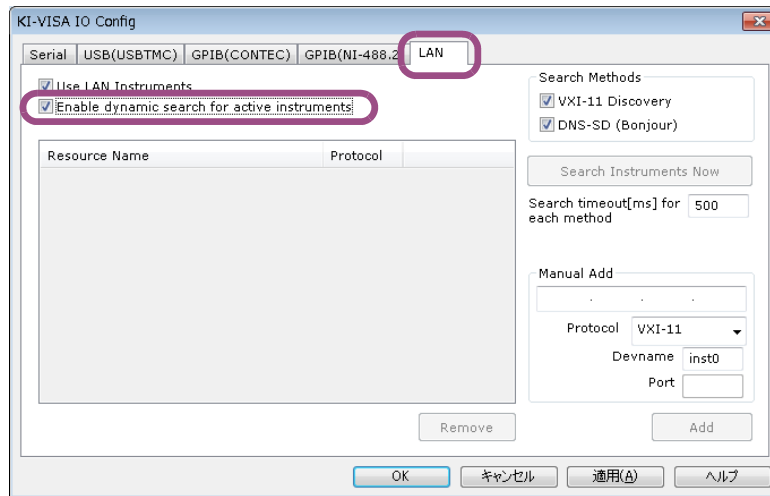 KI-VISA IO Config
Serial USB(USBTMC) GPIB(CONTEC) GPIB(NI-488.2 LAN
Use LAN Instruments
Enable dynamic search for active instruments
Resource Name Protocol
Search Methods
VXI-11 Discovery
DNS-SD (Bonjour)
Search Instruments Now
Search timeout[ms] for 500
each method
Manual Add
. . .
Protocol VXI-11
Devname inst0
Port
Remove Add
OK キャンセル 適用(A) ヘルプ